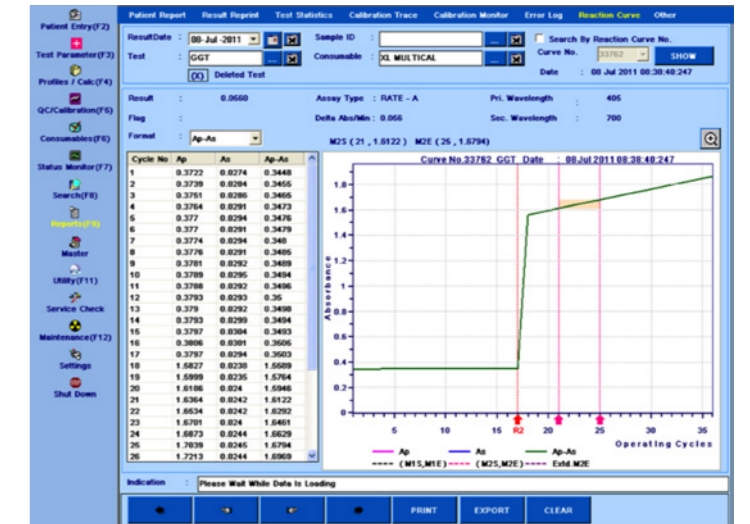 Patient Report Result Reprint Test Statistics Calibration Trace Calibration Monitor Error Log Reaction Curve Other
Patient Entry(F2)
Test Parameter(F3)
Profiles / Calc(F4)
QC/Calibration(F5)
Consumables(F6)
Status Monitor(F7)
Search(F8)
Reports(F9)
Master
Utility(F11)
Service Check
Maintenance(F12)
Settings
Shut Down
ResultDate : 08-Jul-2011 Sample ID : ... Search By Reaction Curve No.
Test : GGT ... Consumable : XL MULTICAL ... Curve No. 33762 SHOW
(X) Deleted Test Date : 08 Jul 2011 08:38:40:247
Result : 0.0560 Assay Type : RATE - A Pri. Wavelength : 405
Flag : Delta Abs/Min : 0.056 Sec. Wavelength : 700
Format : Ap-As M2S ( 21 , 1.6122 ) M2E ( 25 , 1.6794)
Cycle No Ap As Ap-As
1 0.3722 0.0274 0.3448
2 0.3739 0.0284 0.3455
3 0.3751 0.0286 0.3465
4 0.3764 0.0291 0.3473
5 0.377 0.0294 0.3476
6 0.377 0.0291 0.3479
7 0.3774 0.0294 0.348
8 0.3776 0.0291 0.3485
9 0.3781 0.0292 0.3489
10 0.3789 0.0295 0.3494
11 0.3788 0.0292 0.3496
12 0.3793 0.0293 0.35
13 0.379 0.0292 0.3498
14 0.3793 0.0299 0.3494
15 0.3797 0.0304 0.3493
16 0.3806 0.0301 0.3505
17 0.3797 0.0294 0.3503
18 1.5827 0.0238 1.5589
19 1.5999 0.0235 1.5764
20 1.6186 0.024 1.5946
21 1.6364 0.0242 1.6122
22 1.6534 0.0242 1.6292
23 1.6701 0.024 1.6461
24 1.6873 0.0244 1.6629
25 1.7039 0.0245 1.6794
26 1.7213 0.0244 1.6969
Curve No.33762 GGT Date : 08 Jul 2011 08:38:40:247
Absorbance
1.8
1.6
1.4
1.2
1
0.8
0.6
0.4
0.2
0
5 10 15 R2 20 25 30 35
Operating Cycles
Ap As Ap-As
(M1S,M1E) (M2S,M2E) Extd.M2E
Indication : Please Wait While Data Is Loading
PRINT EXPORT CLEAR